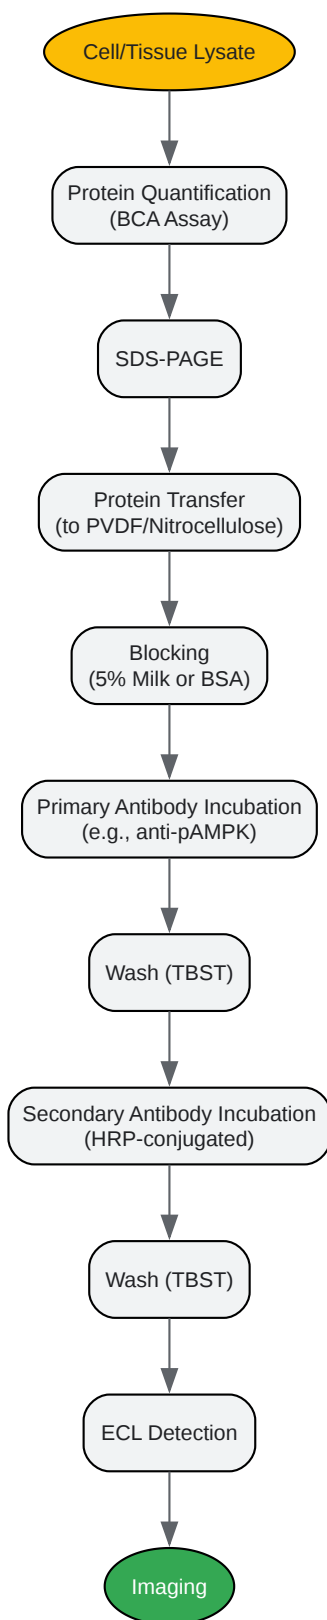 Cell/Tissue Lysate
Protein Quantification
(BCA Assay)
SDS-PAGE
Protein Transfer
(to PVDF/Nitrocellulose)
Blocking
(5% Milk or BSA)
Primary Antibody Incubation
(e.g., anti-pAMPK)
Wash (TBST)
Secondary Antibody Incubation
(HRP-conjugated)
Wash (TBST)
ECL Detection
Imaging